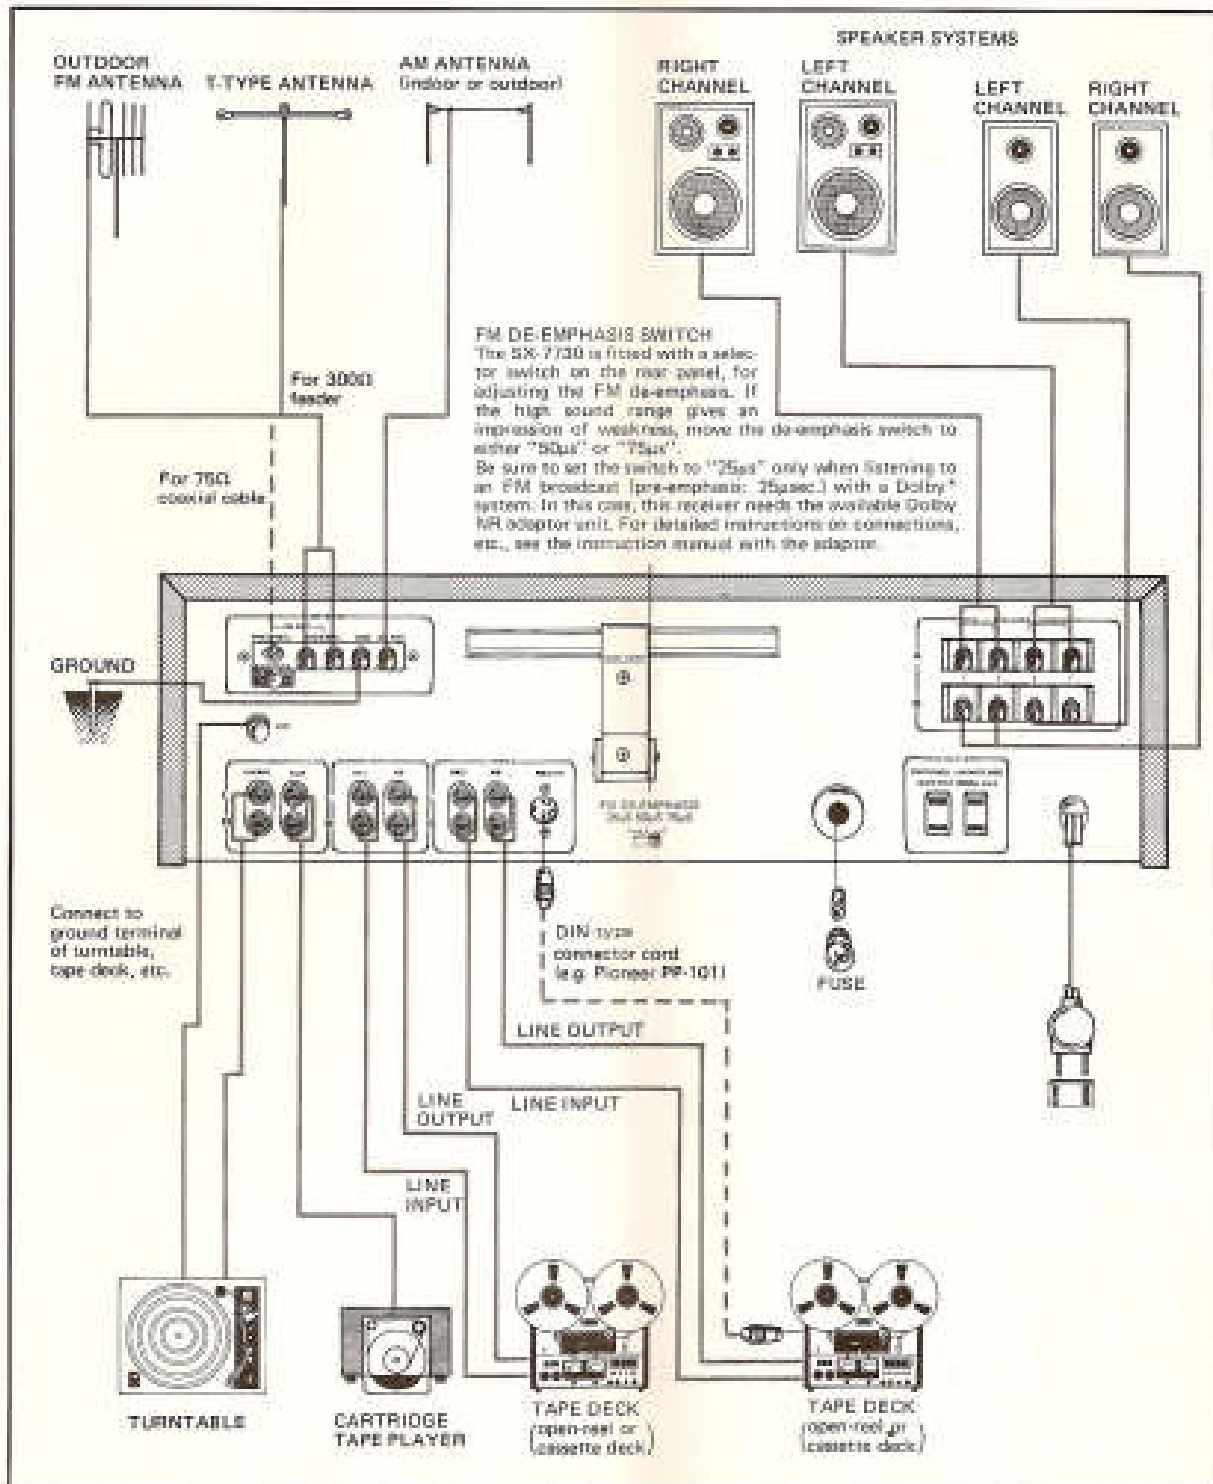 SPEAKER SYSTEMS
OUTDOOR
FM ANTENNA
T-TYPE ANTENNA
AM ANTENNA
(indoor or outdoor)
RIGHT
CHANNEL
LEFT
CHANNEL
LEFT
CHANNEL
RIGHT
CHANNEL
FM DE-EMPHASIS SWITCH
The SX-7730 is fitted with a selec-
tor switch on the rear panel, for
adjusting the FM de-emphasis. If
the high sound range gives an
impression of weakness, move the de-emphasis switch to
either "50µs" or "75µs".
Be sure to set the switch to "25µs" only when listening to
an FM broadcast (pre-emphasis: 25µsec.) with a Dolby*
system. In this case, this receiver needs the available Dolby
NR adaptor unit. For detailed instructions on connections,
etc., see the instruction manual with the adaptor.
For 300Ω
feeder
For 75Ω
coaxial cable
GROUND
FM DE-EMPHASIS
25µS 50µS 75µS
Connect to
ground terminal
of turntable,
tape deck, etc.
DIN-type
connector cord
(e.g. Pioneer PP-101)
FUSE
LINE OUTPUT
LINE
OUTPUT
LINE INPUT
LINE
INPUT
TURNTABLE
CARTRIDGE
TAPE PLAYER
TAPE DECK
(open-reel or
cassette deck)
TAPE DECK
(open-reel or
cassette deck)